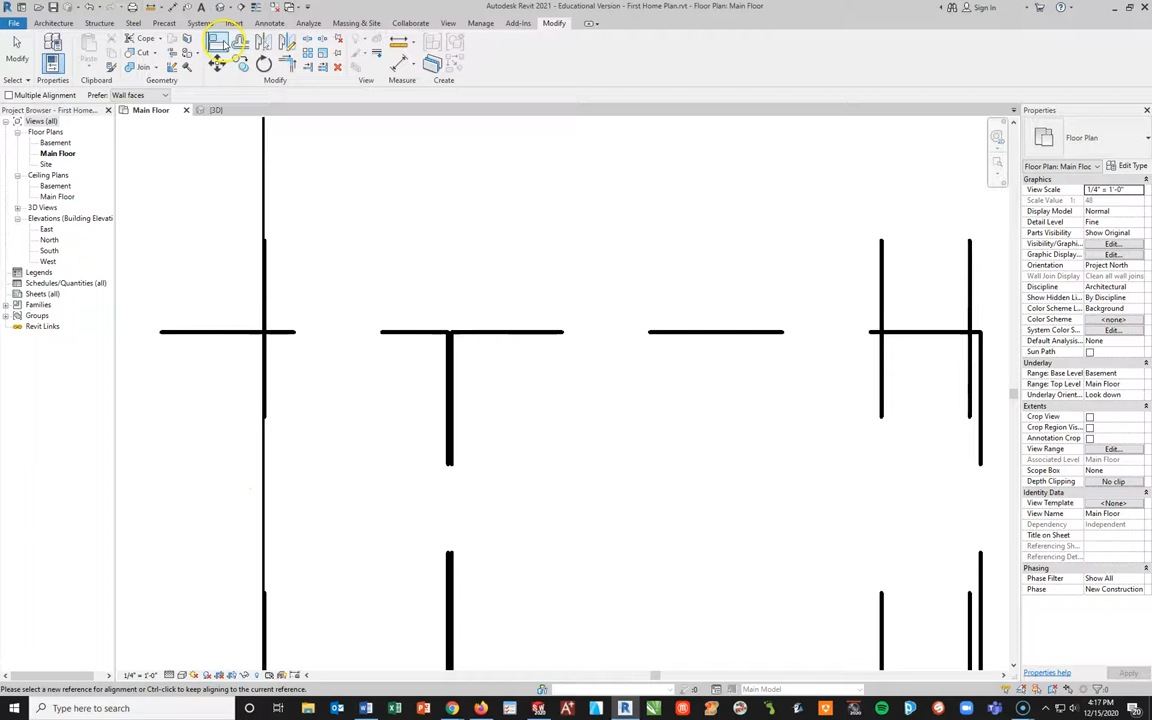 Autodesk Revit 2021 - Educational Version - First Home Plan.rvt - Floor Plan: Main Floor
Sign In
File Architecture Structure Steel Precast Systems Insert Annotate Analyze Massing & Site Collaborate View Manage Add-Ins Modify
Modify
Properties
Paste
Cope
Cut
Join
Select Properties Clipboard Geometry Modify View Measure Create
Multiple Alignment Prefer: Wall faces
Project Browser - First Home...
Main Floor
{3D}
Properties
Views (all)
Floor Plans
Basement
Main Floor
Site
Ceiling Plans
Basement
Main Floor
3D Views
Elevations (Building Elevati
East
North
South
West
Legends
Schedules/Quantities (all)
Sheets (all)
Families
Groups
Revit Links
Floor Plan
Floor Plan: Main Floc Edit Type
Graphics
View Scale 1/4" = 1'-0"
Scale Value 1: 48
Display Model Normal
Detail Level Fine
Parts Visibility Show Original
Visibility/Graphi... Edit...
Graphic Display... Edit...
Orientation Project North
Wall Join Display Clean all wall joins
Discipline Architectural
Show Hidden Li... By Discipline
Color Scheme L... Background
Color Scheme <none>
System Color S... Edit...
Default Analysis... None
Sun Path
Underlay
Range: Base Level Basement
Range: Top Level Main Floor
Underlay Orient... Look down
Extents
Crop View
Crop Region Vis...
Annotation Crop
View Range Edit...
Associated Level Main Floor
Scope Box None
Depth Clipping No clip
Identity Data
View Template <None>
View Name Main Floor
Dependency Independent
Title on Sheet
Referencing Sh...
Referencing Det...
Phasing
Phase Filter Show All
Phase New Construction
Properties help Apply
1/4" = 1'-0"
Please select a new reference for alignment or Ctrl-click to keep aligning to the current reference.
:0
Main Model
:0
Type here to search
4:17 PM
12/15/2020